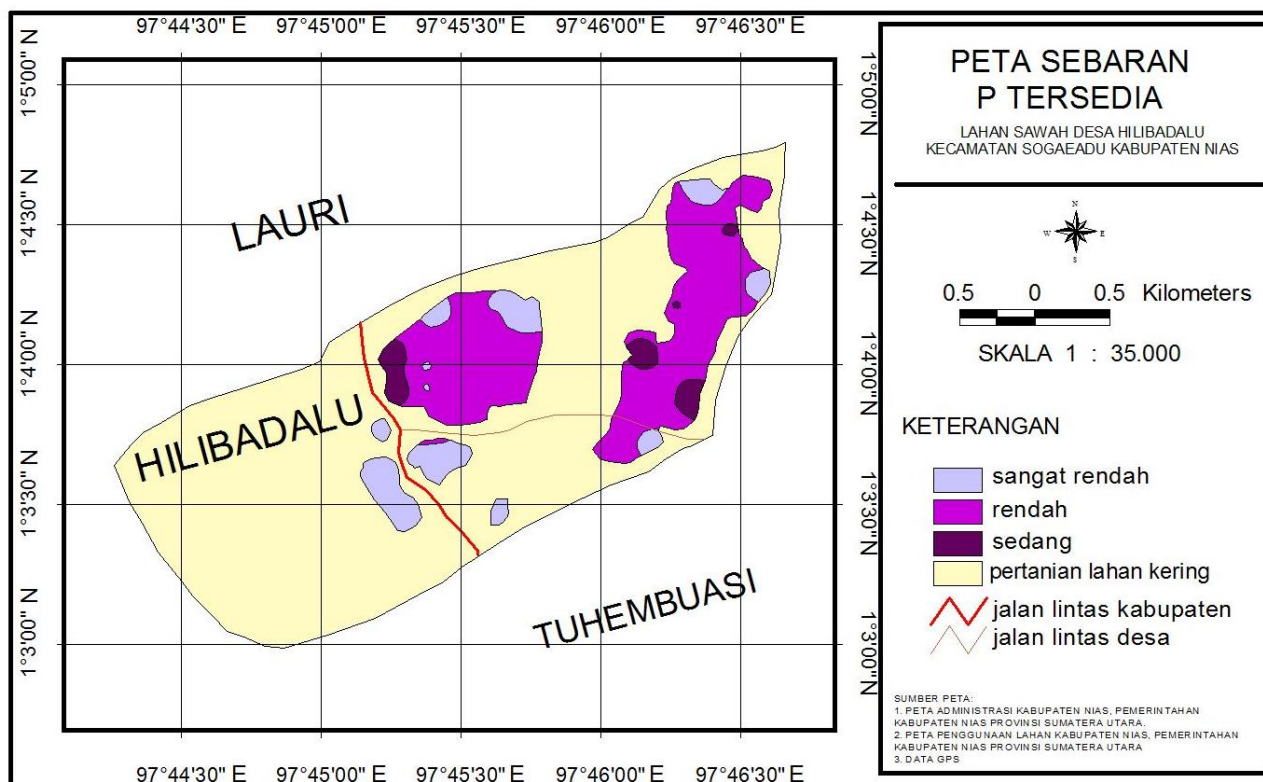 97°44'30" E 97°45'00" E 97°45'30" E 97°46'00" E 97°46'30" E
1°5'00" N
1°4'30" N
1°4'00" N
1°3'30" N
1°3'00" N
LAURI
HILIBADALU
TUHEMBUASI
1°5'00" N
1°4'30" N
1°4'00" N
1°3'30" N
1°3'00" N
97°44'30" E 97°45'00" E 97°45'30" E 97°46'00" E 97°46'30" E
PETA SEBARAN
P TERSEDIA
LAHAN SAWAH DESA HILIBADALU
KECAMATAN SOGAEADU KABUPATEN NIAS
N
W E
S
0.5 0 0.5 Kilometers
SKALA 1 : 35.000
KETERANGAN
sangat rendah
rendah
sedang
pertanian lahan kering
jalan lintas kabupaten
jalan lintas desa
SUMBER PETA:
1. PETA ADMINISTRASI KABUPATEN NIAS, PEMERINTAHAN
KABUPATEN NIAS PROVINSI SUMATERA UTARA.
2. PETA PENGGUNAAN LAHAN KABUPATEN NIAS, PEMERINTAHAN
KABUPATEN NIAS PROVINSI SUMATERA UTARA
3. DATA GPS